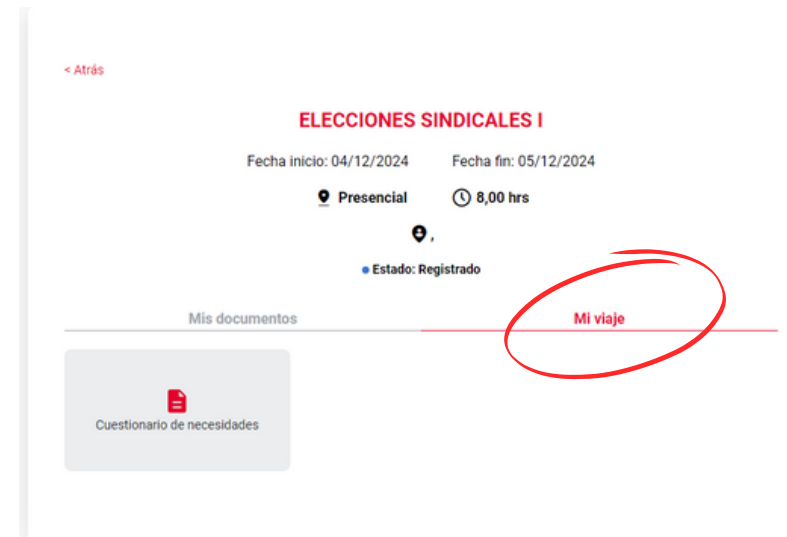 < Atrás
ELECCIONES SINDICALES I
Fecha inicio: 04/12/2024 Fecha fin: 05/12/2024
Presencial 8,00 hrs
,
Estado: Registrado
Mis documentos Mi viaje
Cuestionario de necesidades